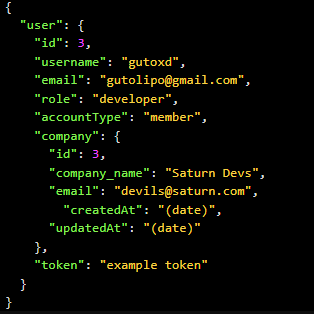 {
"user": {
"id": 3,
"username": "gutoxd",
"email": "gutolipo@gmail.com",
"role": "developer",
"accountType": "member",
"company": {
"id": 3,
"company_name": "Saturn Devs",
"email": "devils@saturn.com",
"createdAt": "(date)",
"updatedAt": "(date)"
},
"token": "example token"
}
}